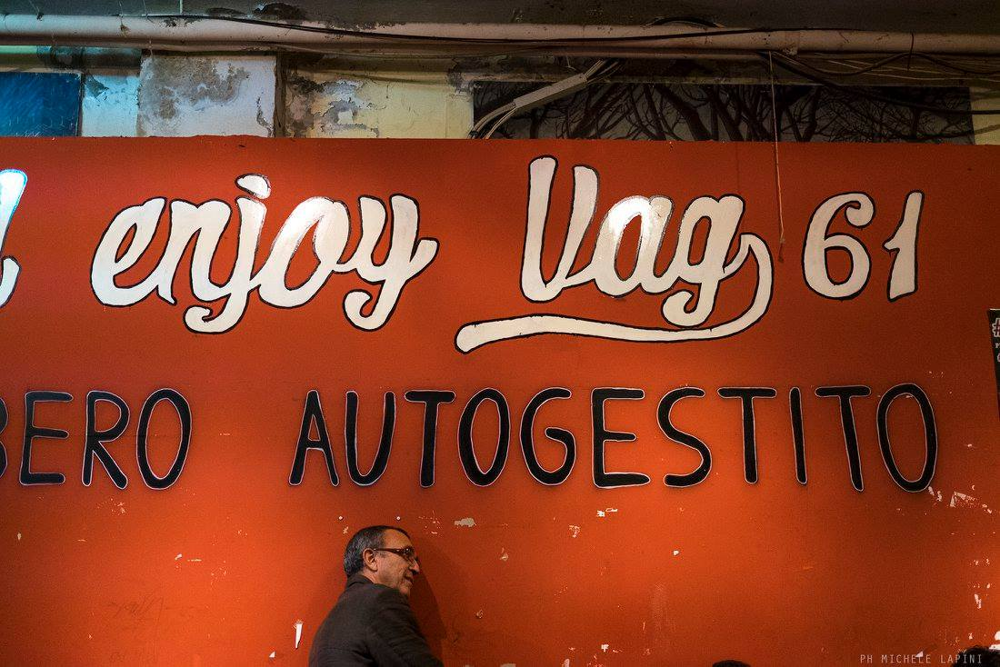 enjoy Vag 61
BERO AUTOGESTITO
PH MICHELE LAPINI